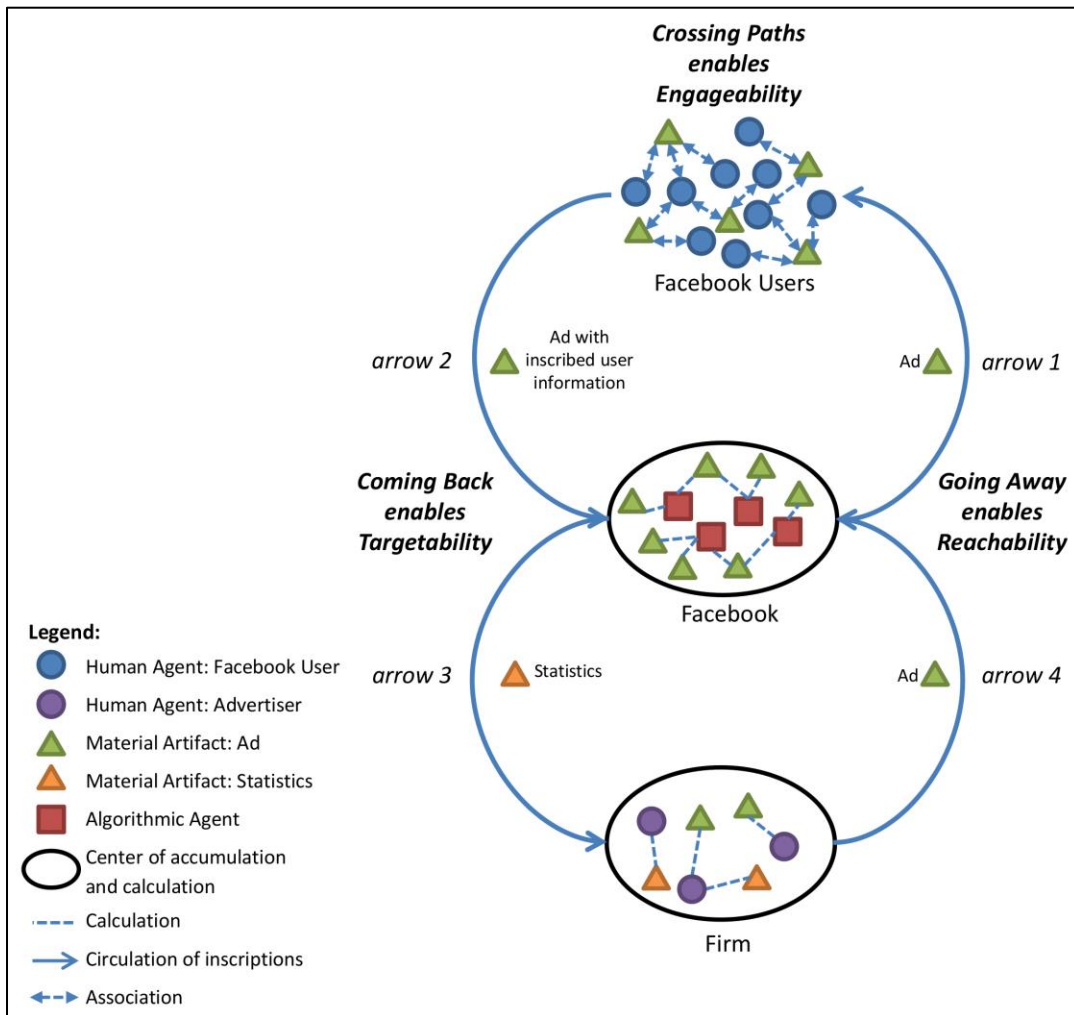 Crossing Paths
enables
Engageability
Facebook Users
arrow 2
Ad with
inscribed user
information
Ad
arrow 1
Coming Back
enables
Targetability
Going Away
enables
Reachability
Facebook
arrow 3
Statistics
Ad
arrow 4
Firm
Legend:
Human Agent: Facebook User
Human Agent: Advertiser
Material Artifact: Ad
Material Artifact: Statistics
Algorithmic Agent
Center of accumulation
and calculation
Calculation
Circulation of inscriptions
Association